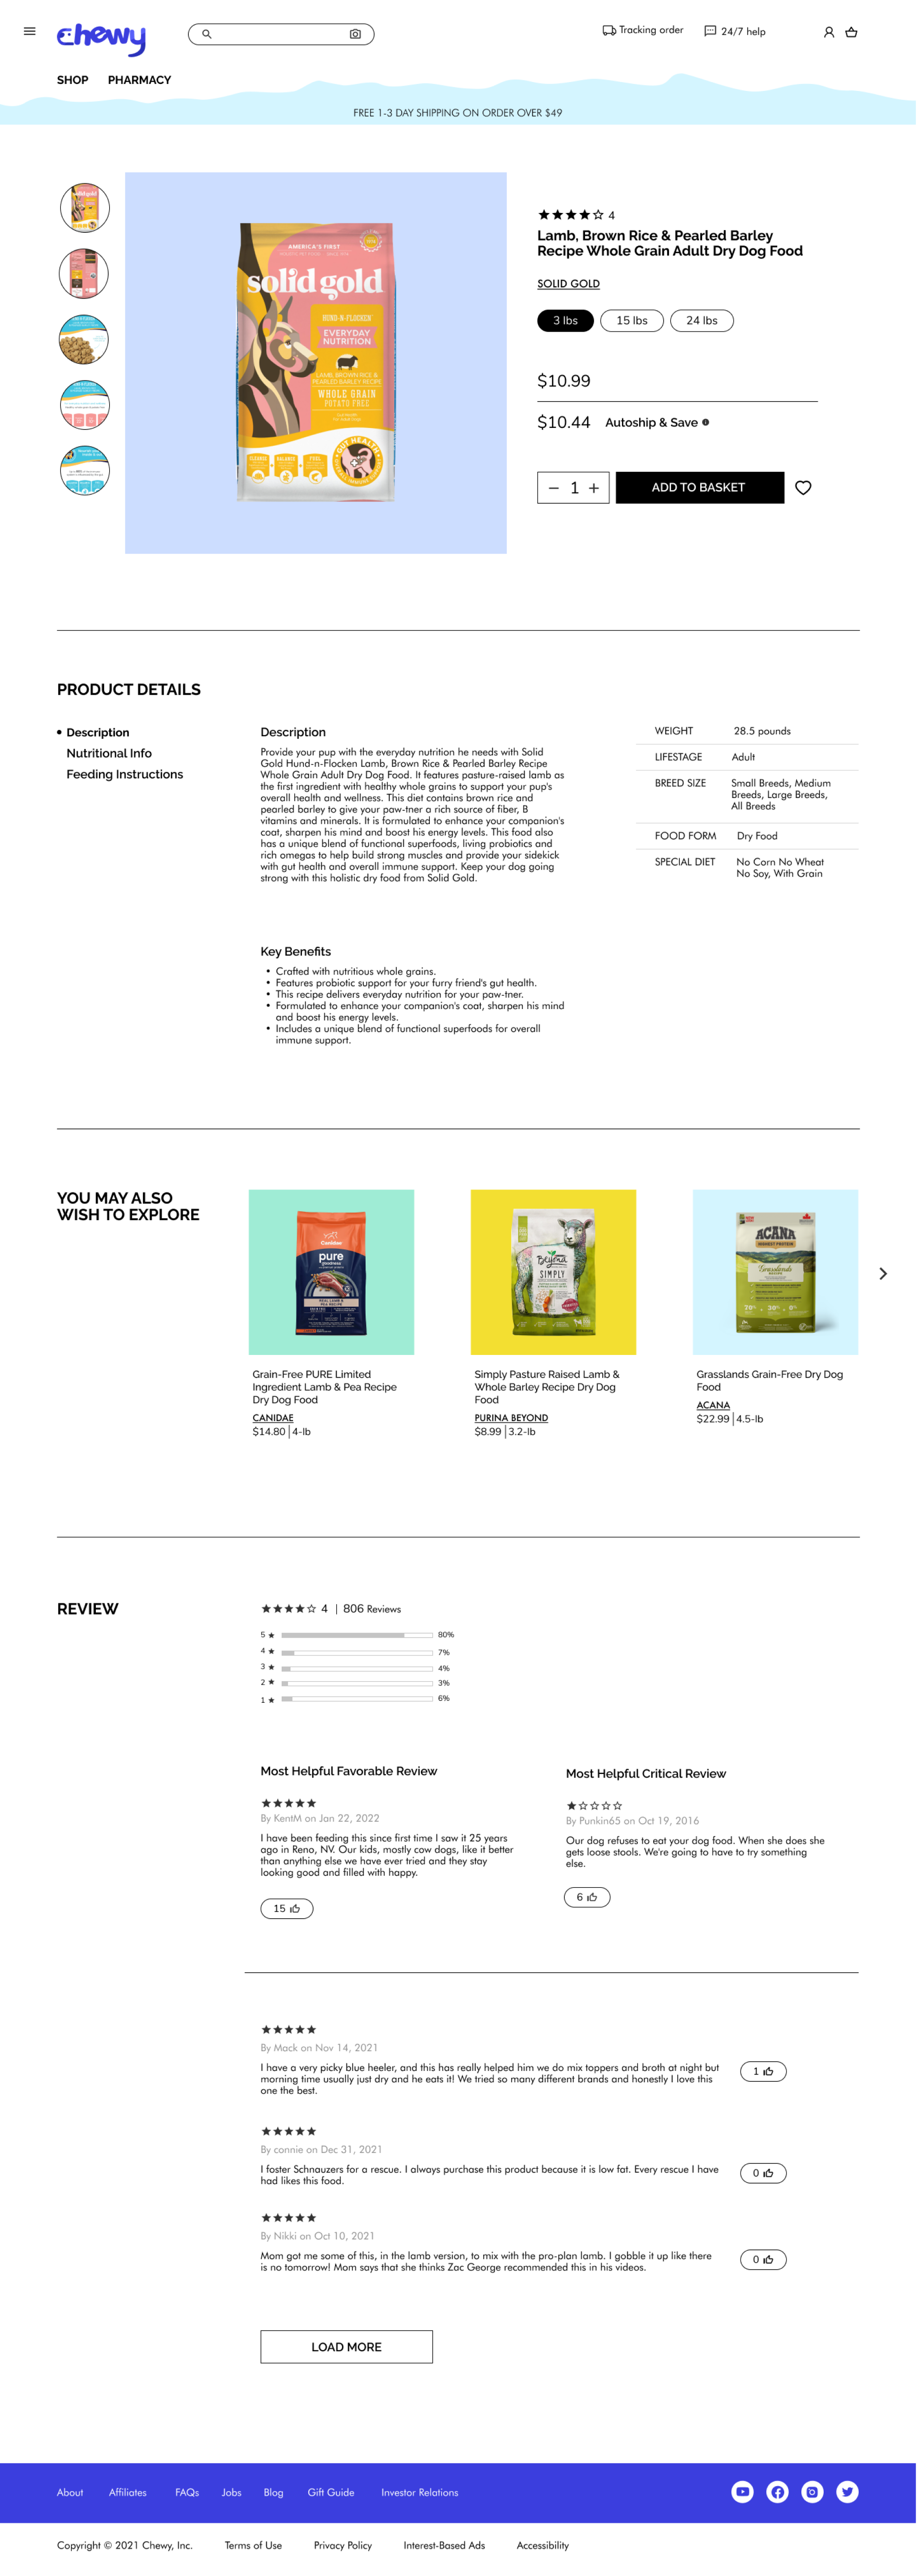 chewy
Tracking order
24/7 help
SHOP PHARMACY
FREE 1-3 DAY SHIPPING ON ORDER OVER $49
AMERICA'S FIRST
solid gold
HUND-N-FLOCKEN
EVERYDAY
NUTRITION
LAMB, BROWN RICE &
PEARLED BARLEY RECIPE
WHOLE GRAIN
POTATO FREE
GUT HEALTH
4
Lamb, Brown Rice & Pearled Barley
Recipe Whole Grain Adult Dry Dog Food
SOLID GOLD
3 lbs 15 lbs 24 lbs
$10.99
$10.44 Autoship & Save
1 ADD TO BASKET
PRODUCT DETAILS
Description
Nutritional Info
Feeding Instructions
Description
Provide your pup with the everyday nutrition he needs with Solid
Gold Hund-n-Flocken Lamb, Brown Rice & Pearled Barley Recipe
Whole Grain Adult Dry Dog Food. It features pasture-raised lamb as
the first ingredient with healthy whole grains to support your pup's
overall health and wellness. This diet contains brown rice and
pearled barley to give your paw-tner a rich source of fiber, B
vitamins and minerals. It is formulated to enhance your companion's
coat, sharpen his mind and boost his energy levels. This food also
has a unique blend of functional superfoods, living probiotics and
rich omegas to help build strong muscles and provide your sidekick
with gut health and overall immune support. Keep your dog going
strong with this holistic dry food from Solid Gold.
WEIGHT 28.5 pounds
LIFESTAGE Adult
BREED SIZE Small Breeds, Medium
Breeds, Large Breeds,
All Breeds
FOOD FORM Dry Food
SPECIAL DIET No Corn No Wheat
No Soy, With Grain
Key Benefits
• Crafted with nutritious whole grains.
• Features probiotic support for your furry friend's gut health.
• This recipe delivers everyday nutrition for your paw-tner.
• Formulated to enhance your companion's coat, sharpen his mind
and boost his energy levels.
• Includes a unique blend of functional superfoods for overall
immune support.
YOU MAY ALSO
WISH TO EXPLORE
Canidae
pure
goodness
Beyond
SIMPLY
ACANA
HIGHEST PROTEIN
Grasslands
Grain-Free PURE Limited
Ingredient Lamb & Pea Recipe
Dry Dog Food
CANIDAE
$14.80 | 4-lb
Simply Pasture Raised Lamb &
Whole Barley Recipe Dry Dog
Food
PURINA BEYOND
$8.99 | 3.2-lb
Grasslands Grain-Free Dry Dog
Food
ACANA
$22.99 | 4.5-lb
REVIEW
4 | 806 Reviews
5 80%
4 7%
3 4%
2 3%
1 6%
Most Helpful Favorable Review
By KentM on Jan 22, 2022
I have been feeding this since first time I saw it 25 years
ago in Reno, NV. Our kids, mostly cow dogs, like it better
than anything else we have ever tried and they stay
looking good and filled with happy.
15
Most Helpful Critical Review
By Punkin65 on Oct 19, 2016
Our dog refuses to eat your dog food. When she does she
gets loose stools. We're going to have to try something
else.
6
By Mack on Nov 14, 2021
I have a very picky blue heeler, and this has really helped him we do mix toppers and broth at night but
morning time usually just dry and he eats it! We tried so many different brands and honestly I love this
one the best.
1
By connie on Dec 31, 2021
I foster Schnauzers for a rescue. I always purchase this product because it is low fat. Every rescue I have
had likes this food.
0
By Nikki on Oct 10, 2021
Mom got me some of this, in the lamb version, to mix with the pro-plan lamb. I gobble it up like there
is no tomorrow! Mom says that she thinks Zac George recommended this in his videos.
0
LOAD MORE
About Affiliates FAQs Jobs Blog Gift Guide Investor Relations
Copyright © 2021 Chewy, Inc. Terms of Use Privacy Policy Interest-Based Ads Accessibility